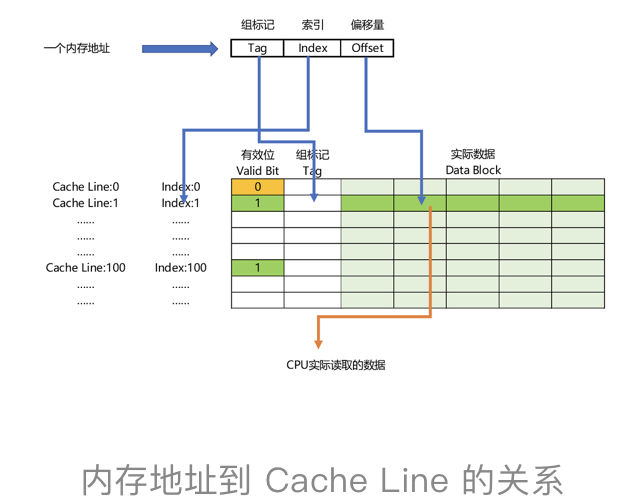 组标记 索引 偏移量
一个内存地址 Tag Index Offset
有效位 组标记 实际数据
Valid Bit Tag Data Block
Cache Line:0 Index:0 0
Cache Line:1 Index:1 1
...... ......
...... ......
...... ......
Cache Line:100 Index:100 1
...... ......
...... ......
CPU实际读取的数据
内存地址到 Cache Line 的关系